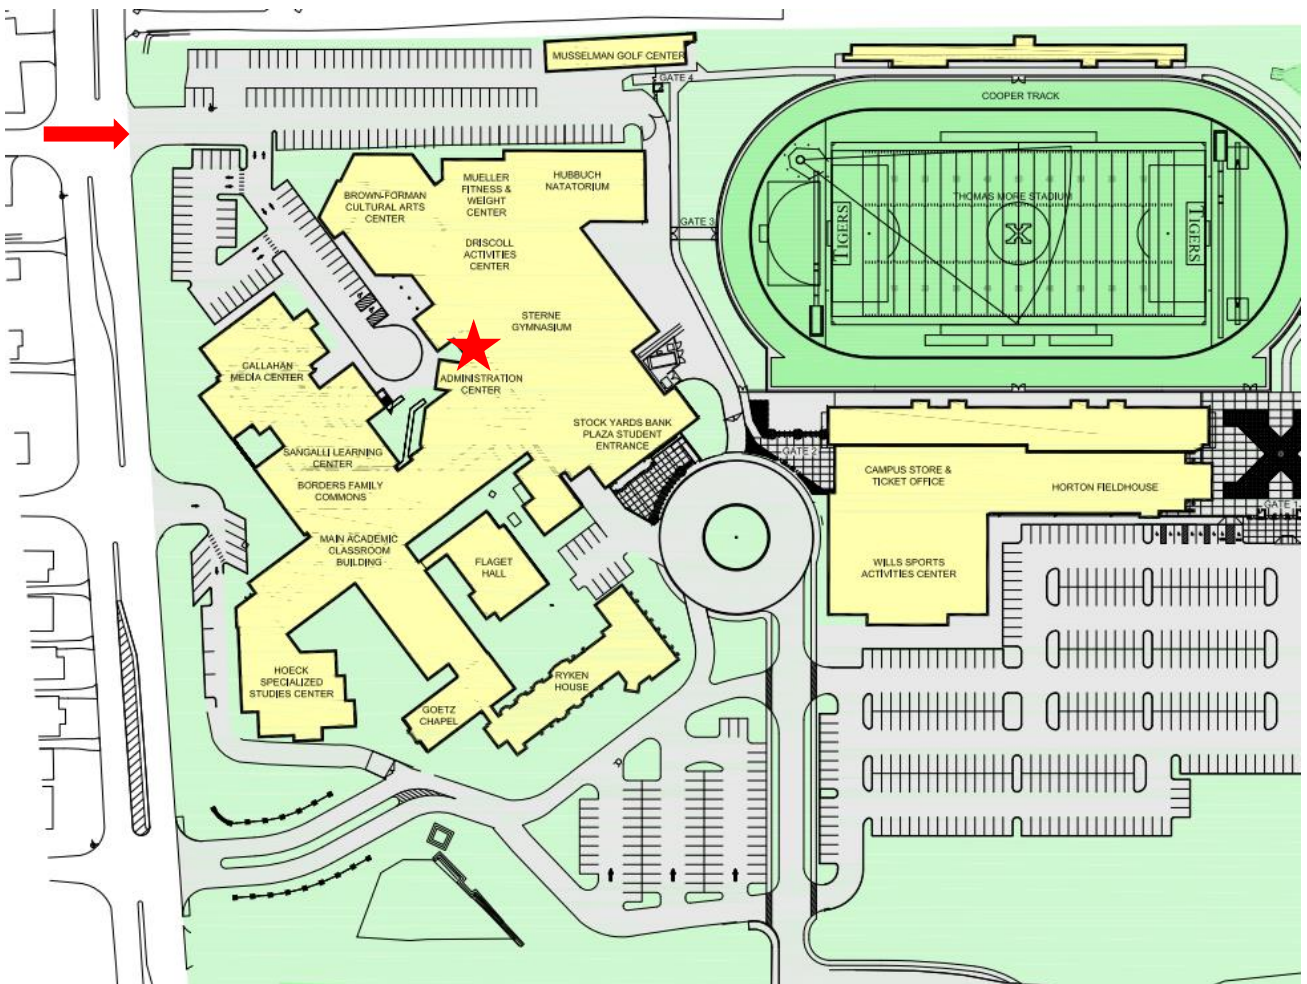 MUSSELMAN GOLF CENTER
GATE 4
COOPER TRACK
BROWN-FORMAN
CULTURAL ARTS
CENTER
MUELLER
FITNESS &
WEIGHT
CENTER
HUBBUCH
NATATORIUM
DRISCOLL
ACTIVITIES
CENTER
GATE 3
THOMAS MORE STADIUM
TIGERS
X
TIGERS
STERNE
GYMNASIUM
CALLAHAN
MEDIA CENTER
ADMINISTRATION
CENTER
STOCK YARDS BANK
PLAZA STUDENT
ENTRANCE
SANGALLI LEARNING
CENTER
BORDERS FAMILY
COMMONS
GATE 2
CAMPUS STORE &
TICKET OFFICE
HORTON FIELDHOUSE
X
GATE 1
MAIN ACADEMIC
CLASSROOM
BUILDING
FLAGET
HALL
WILLS SPORTS
ACTIVITIES CENTER
HOECK
SPECIALIZED
STUDIES CENTER
RYKEN
HOUSE
GOETZ
CHAPEL